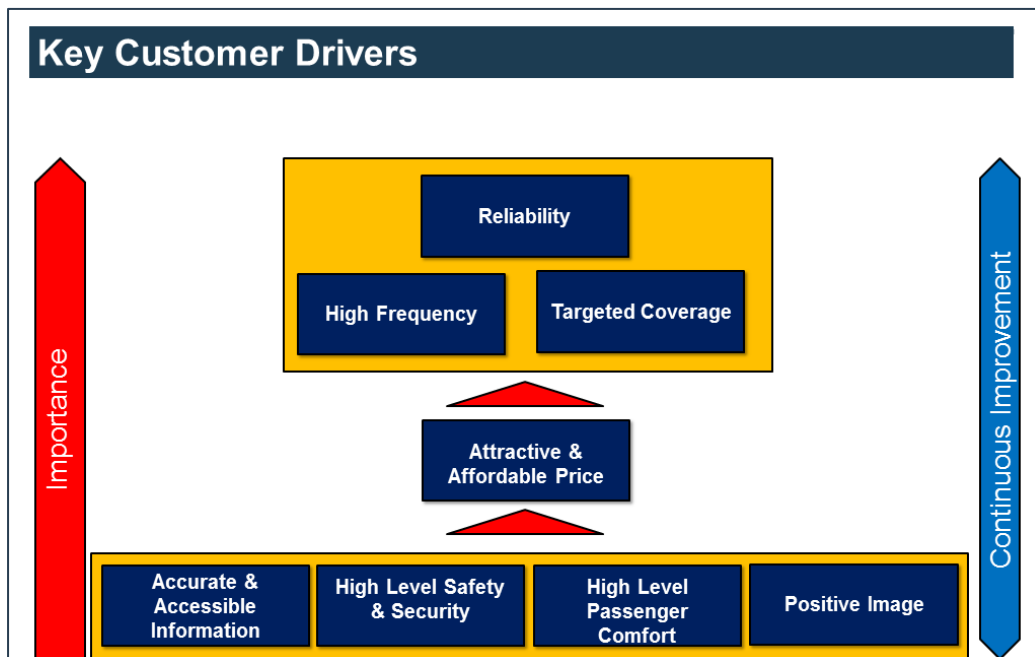 Key Customer Drivers
Importance
Reliability
High Frequency
Targeted Coverage
Attractive &
Affordable Price
Accurate &
Accessible
Information
High Level Safety
& Security
High Level
Passenger
Comfort
Positive Image
Continuous Improvement